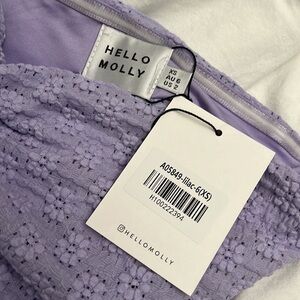 HELLO
MOLLY
XS
AU 6
US 2
A05849-lilac-6(XS)
H100222394
@HELLOMOLLY